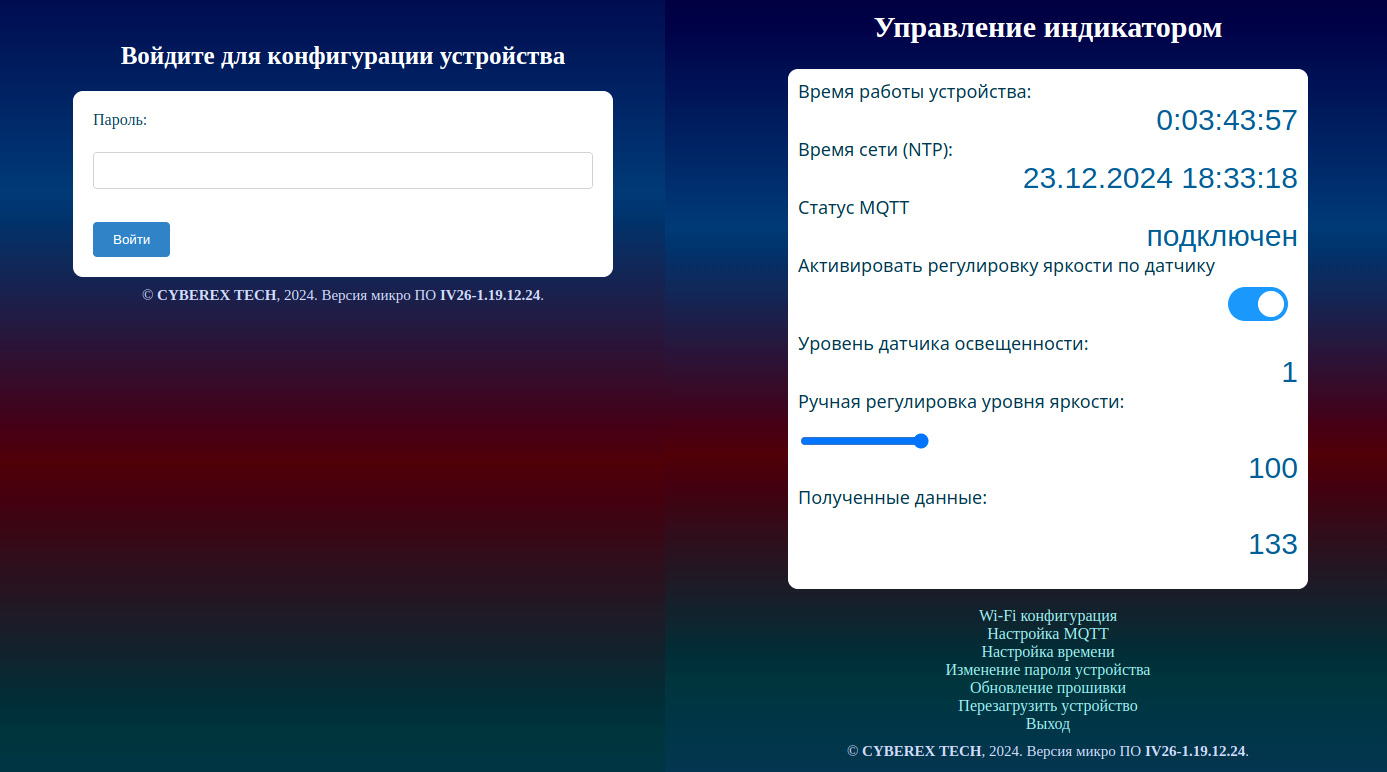 Войдите для конфигурации устройства
Пароль:
Войти
© CYBEREX TECH, 2024. Версия микро ПО IV26-1.19.12.24.
Управление индикатором
Время работы устройства:
0:03:43:57
Время сети (NTP):
23.12.2024 18:33:18
Статус MQTT
подключен
Активировать регулировку яркости по датчику
Уровень датчика освещенности:
1
Ручная регулировка уровня яркости:
100
Полученные данные:
133
Wi-Fi конфигурация
Настройка MQTT
Настройка времени
Изменение пароля устройства
Обновление прошивки
Перезагрузить устройство
Выход
© CYBEREX TECH, 2024. Версия микро ПО IV26-1.19.12.24.